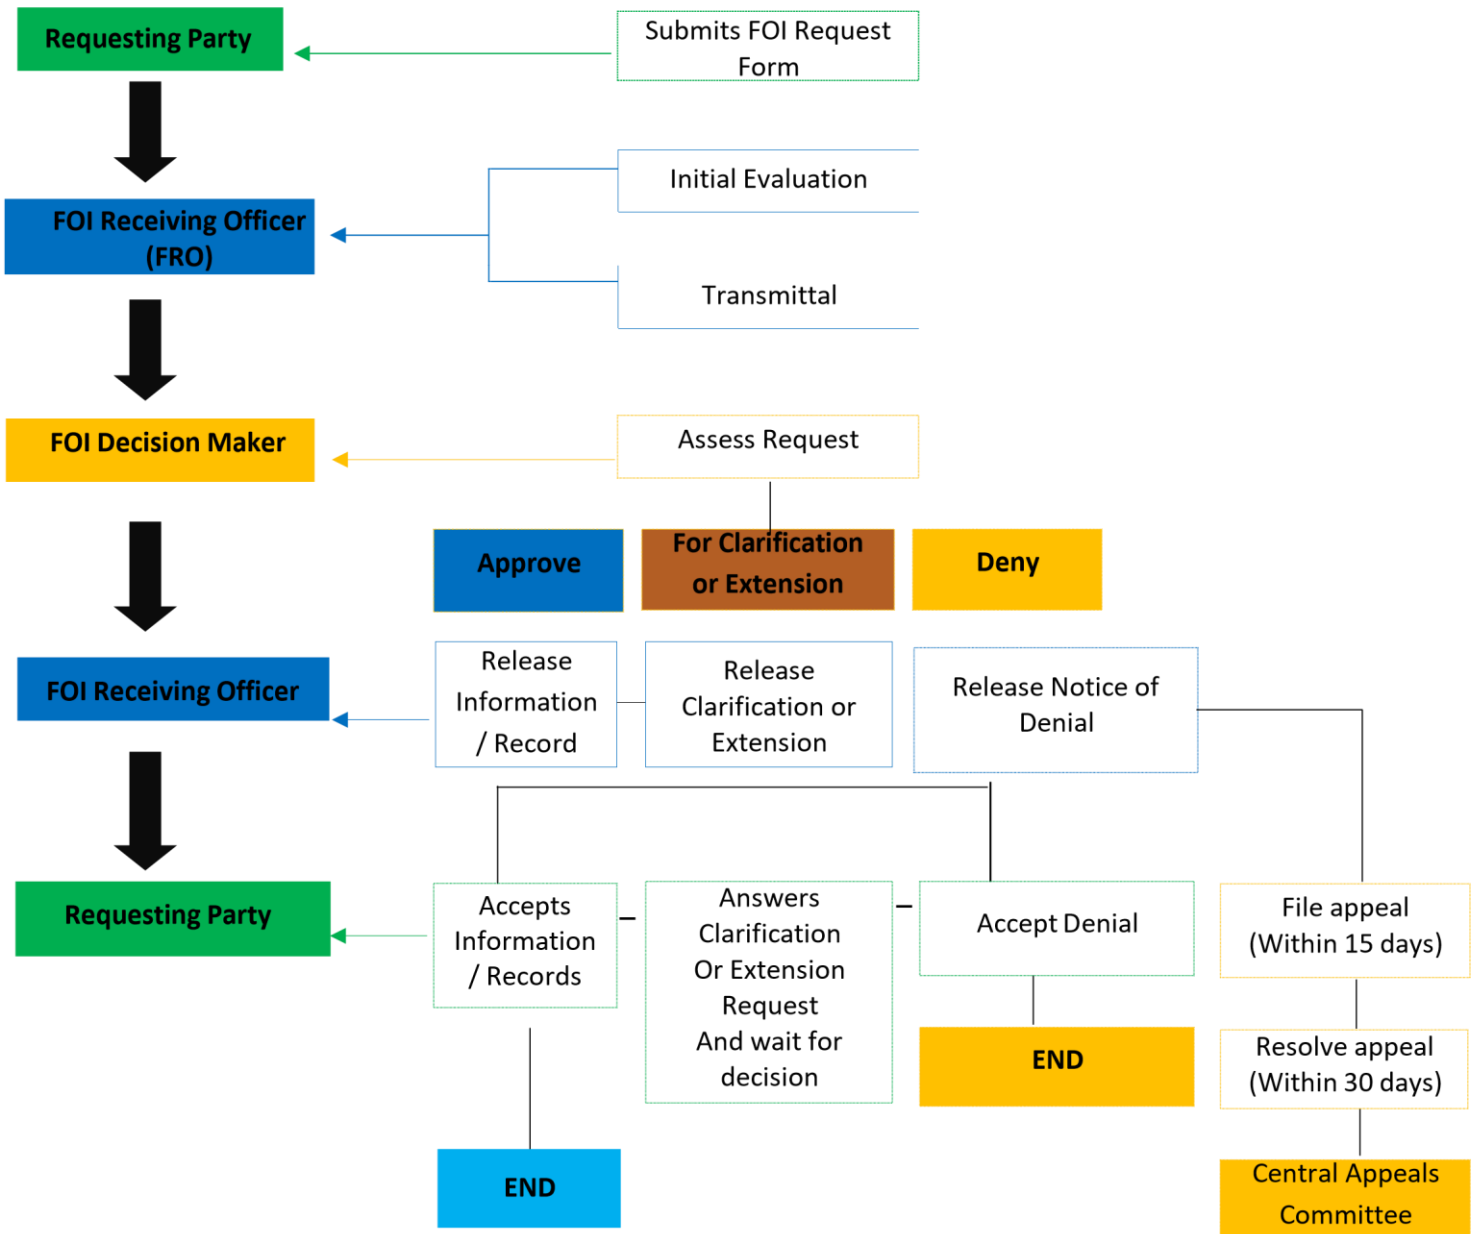 Requesting Party
Submits FOI Request
Form
Initial Evaluation
FOI Receiving Officer
(FRO)
Transmittal
FOI Decision Maker
Assess Request
Approve
For Clarification
or Extension
Deny
FOI Receiving Officer
Release
Information
/ Record
Release
Clarification or
Extension
Release Notice of
Denial
Requesting Party
Accepts
Information
/ Records
–
Answers
Clarification
Or Extension
Request
And wait for
decision
–
Accept Denial
File appeal
(Within 15 days)
END
Resolve appeal
(Within 30 days)
END
Central Appeals
Committee